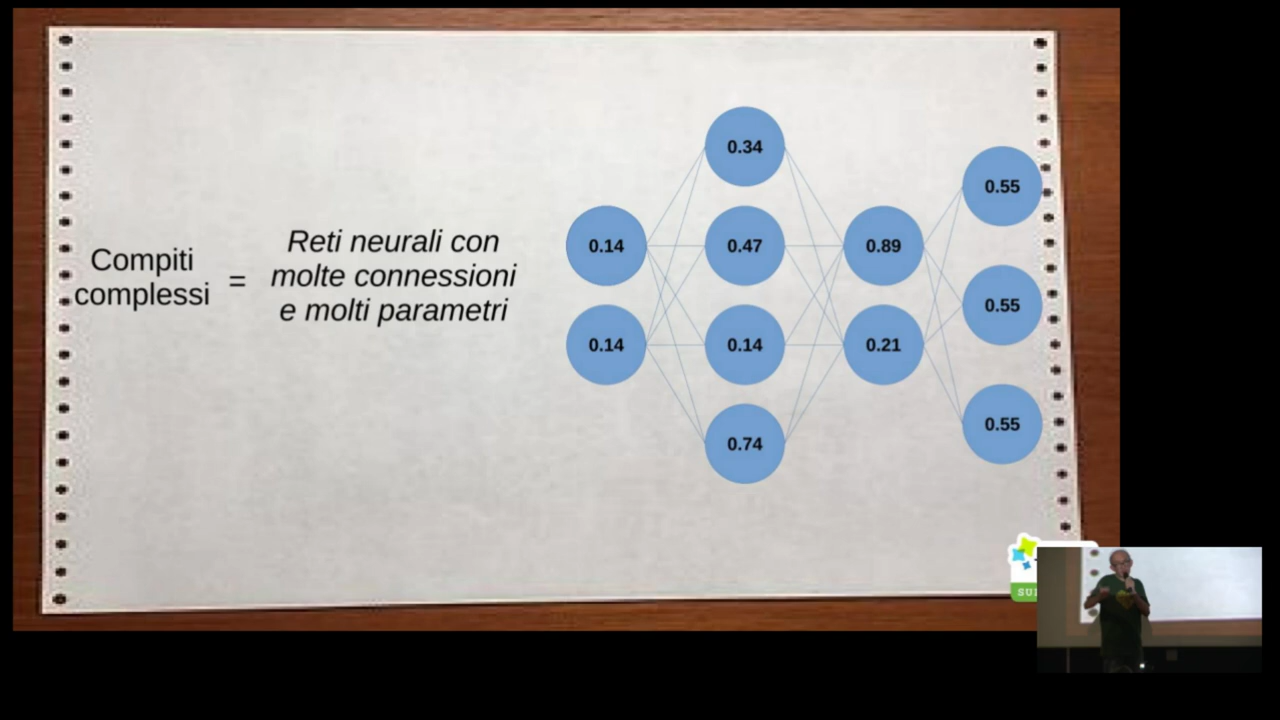 Compiti
complessi
=
Reti neurali con
molte connessioni
e molti parametri
0.14
0.14
0.34
0.47
0.14
0.74
0.89
0.21
0.55
0.55
0.55